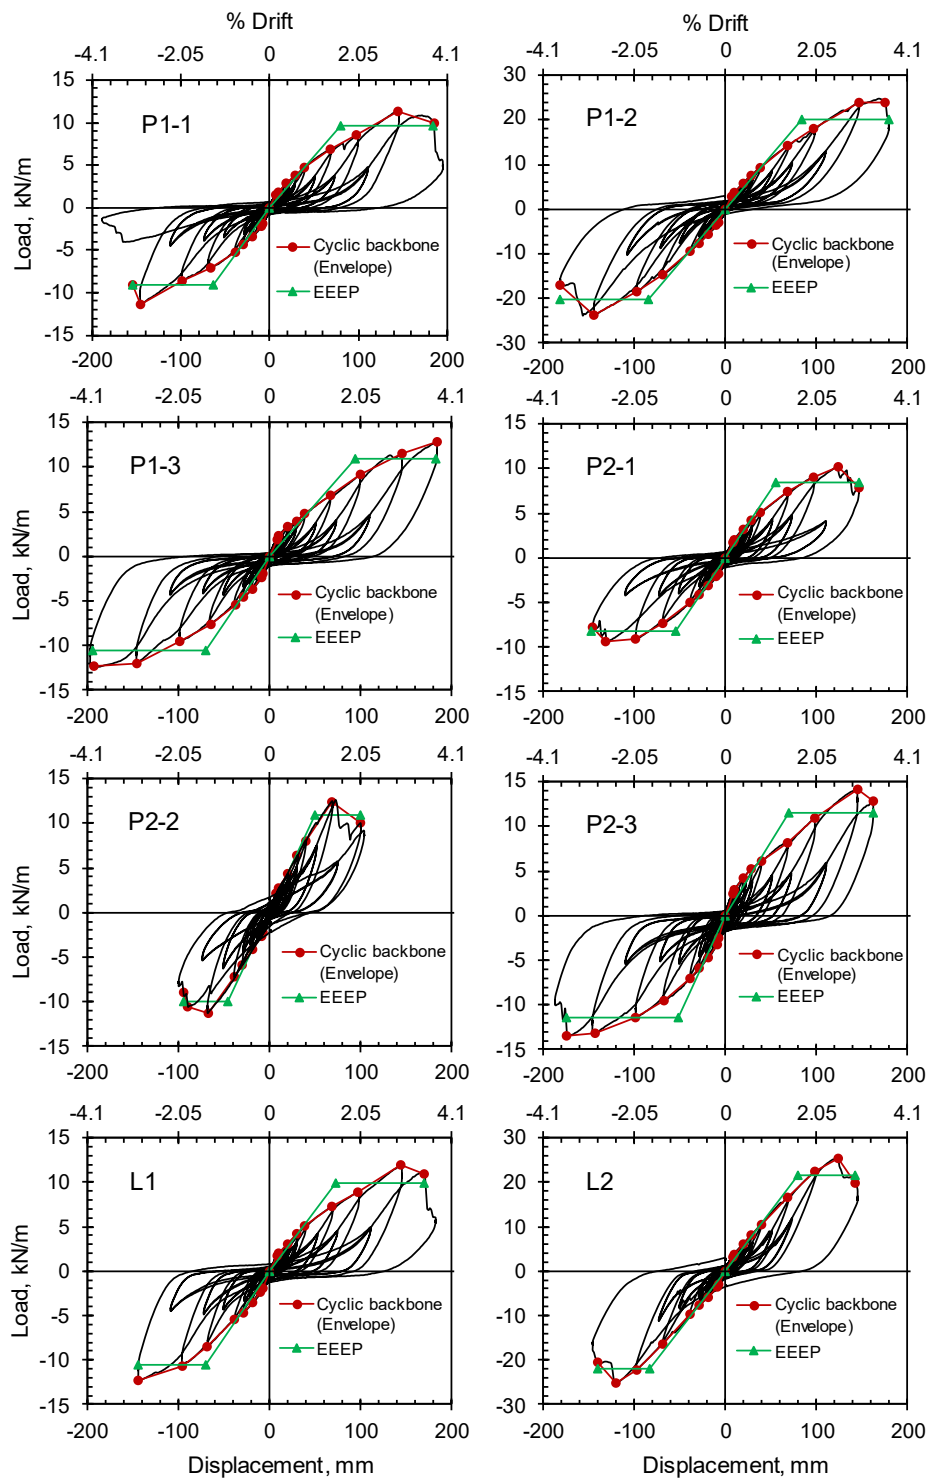 % Drift
% Drift
-4.1 -2.05 0 2.05 4.1
-4.1 -2.05 0 2.05 4.1
15
10
5
0
-5
-10
-15
Load, kN/m
P1-1
Cyclic backbone
(Envelope)
EEEP
-200 -100 0 100 200
30
20
10
0
-10
-20
-30
P1-2
Cyclic backbone
(Envelope)
EEEP
-200 -100 0 100 200
-4.1 -2.05 0 2.05 4.1
15
10
5
0
-5
-10
-15
Load, kN/m
P1-3
Cyclic backbone
(Envelope)
EEEP
-200 -100 0 100 200
-4.1 -2.05 0 2.05 4.1
15
10
5
0
-5
-10
-15
P2-1
Cyclic backbone
(Envelope)
EEEP
-200 -100 0 100 200
-4.1 -2.05 0 2.05 4.1
15
10
5
0
-5
-10
-15
Load, kN/m
P2-2
Cyclic backbone
(Envelope)
EEEP
-200 -100 0 100 200
-4.1 -2.05 0 2.05 4.1
15
10
5
0
-5
-10
-15
P2-3
Cyclic backbone
(Envelope)
EEEP
-200 -100 0 100 200
-4.1 -2.05 0 2.05 4.1
15
10
5
0
-5
-10
-15
Load, kN/m
L1
Cyclic backbone
(Envelope)
EEEP
-200 -100 0 100 200
Displacement, mm
-4.1 -2.05 0 2.05 4.1
30
20
10
0
-10
-20
-30
L2
Cyclic backbone
(Envelope)
EEEP
-200 -100 0 100 200
Displacement, mm